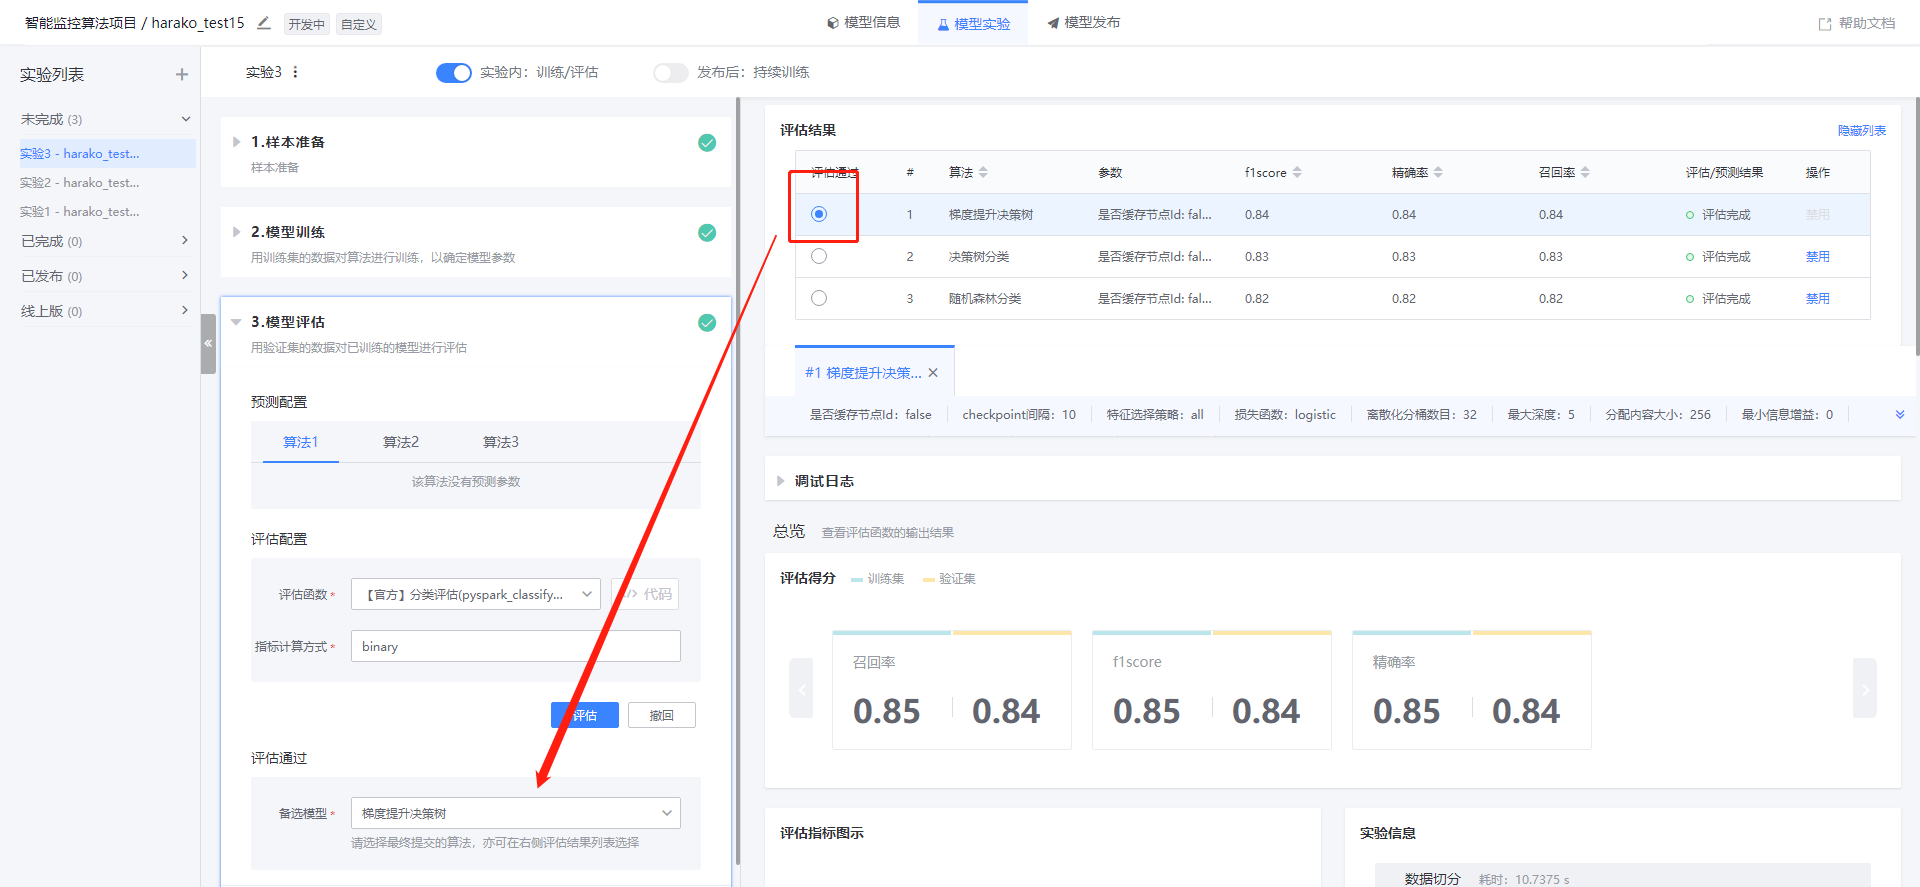 智能监控算法项目 / harako_test15
开发中
自定义
模型信息
模型实验
模型发布
帮助文档
实验列表
未完成 (3)
实验3 - harako_test...
实验2 - harako_test...
实验1 - harako_test...
已完成 (0)
已发布 (0)
线上版 (0)
实验3
实验内：训练/评估
发布后：持续训练
1.样本准备
样本准备
2.模型训练
用训练集的数据对算法进行训练，以确定模型参数
3.模型评估
用验证集的数据对已训练的模型进行评估
预测配置
算法1 算法2 算法3
该算法没有预测参数
评估配置
评估函数 * 【官方】分类评估(pyspark_classify... 代码
指标计算方式 * binary
评估 撤回
评估通过
备选模型 * 梯度提升决策树
请选择最终提交的算法，亦可在右侧评估结果列表选择
评估结果
隐藏列表
评估通过 # 算法 参数 f1score 精确率 召回率 评估/预测结果 操作
1 梯度提升决策树 是否缓存节点Id: fal... 0.84 0.84 0.84 评估完成 禁用
2 决策树分类 是否缓存节点Id: fal... 0.83 0.83 0.83 评估完成 禁用
3 随机森林分类 是否缓存节点Id: fal... 0.82 0.82 0.82 评估完成 禁用
#1 梯度提升决策...
是否缓存节点Id：false checkpoint间隔：10 特征选择策略：all 损失函数：logistic 离散化分桶数目：32 最大深度：5 分配内容大小：256 最小信息增益：0
调试日志
总览 查看评估函数的输出结果
评估得分 训练集 验证集
召回率 f1score 精确率
0.85 0.84 0.85 0.84 0.85 0.84
评估指标图示
实验信息
数据切分 耗时：10.7375 s